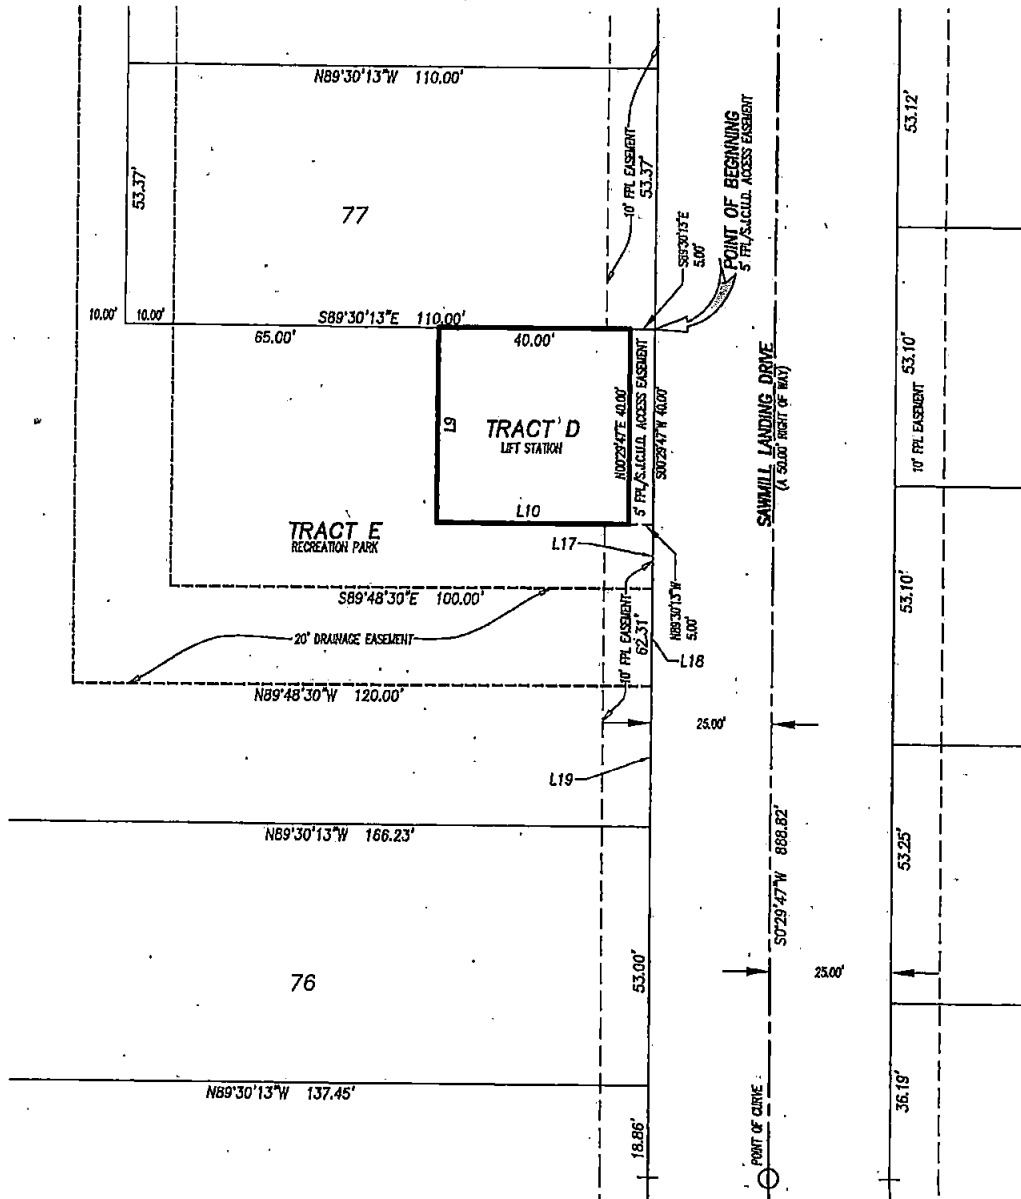 N89°30'13"W 110.00'
53.12'
10' FPL EASEMENT
53.37'
53.37'
77
POINT OF BEGINNING
5' FPL/S.J.C.U.D. ACCESS EASEMENT
S89°30'13"E
5.00'
10.00'
10.00'
S89°30'13"E 110.00'
65.00'
40.00'
53.10'
10' FPL EASEMENT
SAWMILL LANDING DRIVE
(A 50.00' RIGHT OF WAY)
L9
TRACT D
LIFT STATION
N00°29'47"E 40.00'
5' FPL/S.J.C.U.D. ACCESS EASEMENT
S00°29'47"W 40.00'
L10
TRACT E
RECREATION PARK
L17
53.10'
S89°48'30"E 100.00'
10' FPL EASEMENT
62.31'
N89°30'13"W
5.00'
20' DRAINAGE EASEMENT
L18
N89°48'30"W 120.00'
25.00'
L19
N89°30'13"W 166.23'
S0°29'47"W 888.82'
53.25'
76
53.00'
25.00'
N89°30'13"W 137.45'
18.86'
POINT OF CURVE
36.19'